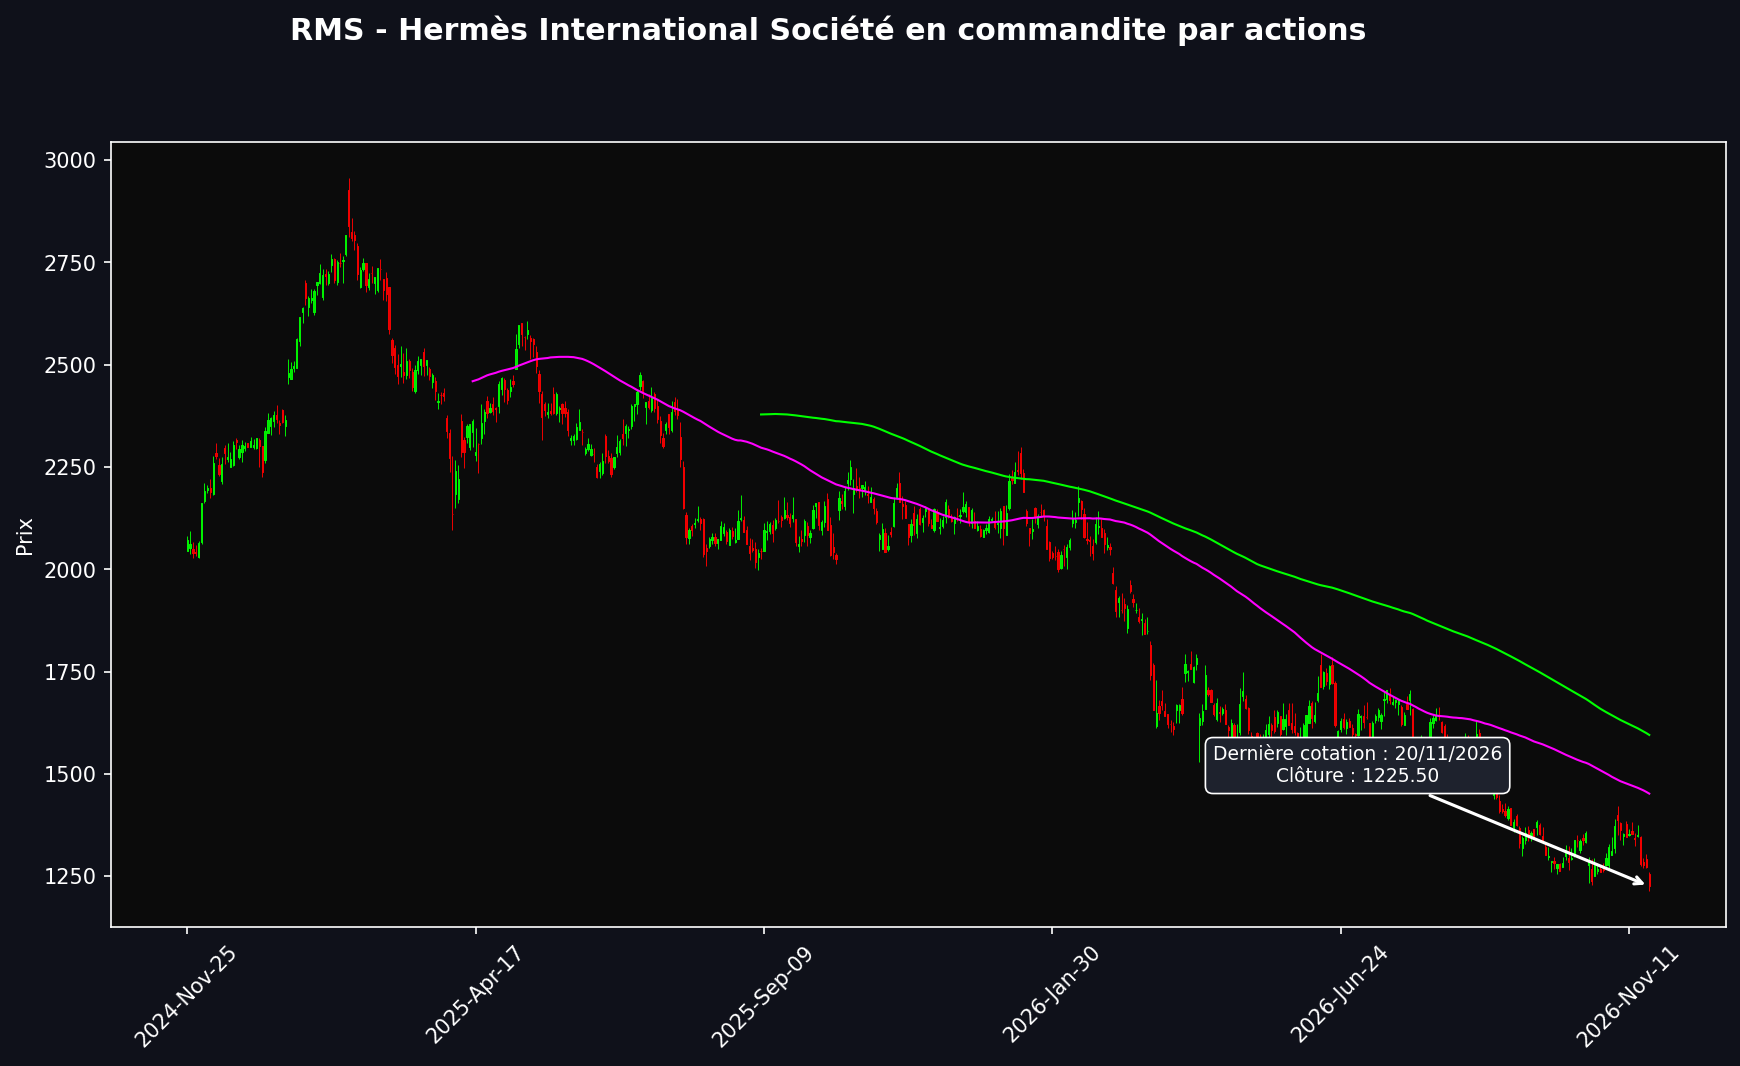 RMS - Hermès International Société en commandite par actions
Prix
3000
2750
2500
2250
2000
1750
1500
1250
Dernière cotation : 20/11/2026
Clôture : 1225.50
2024-Nov-25
2025-Apr-17
2025-Sep-09
2026-Jan-30
2026-Jun-24
2026-Nov-11